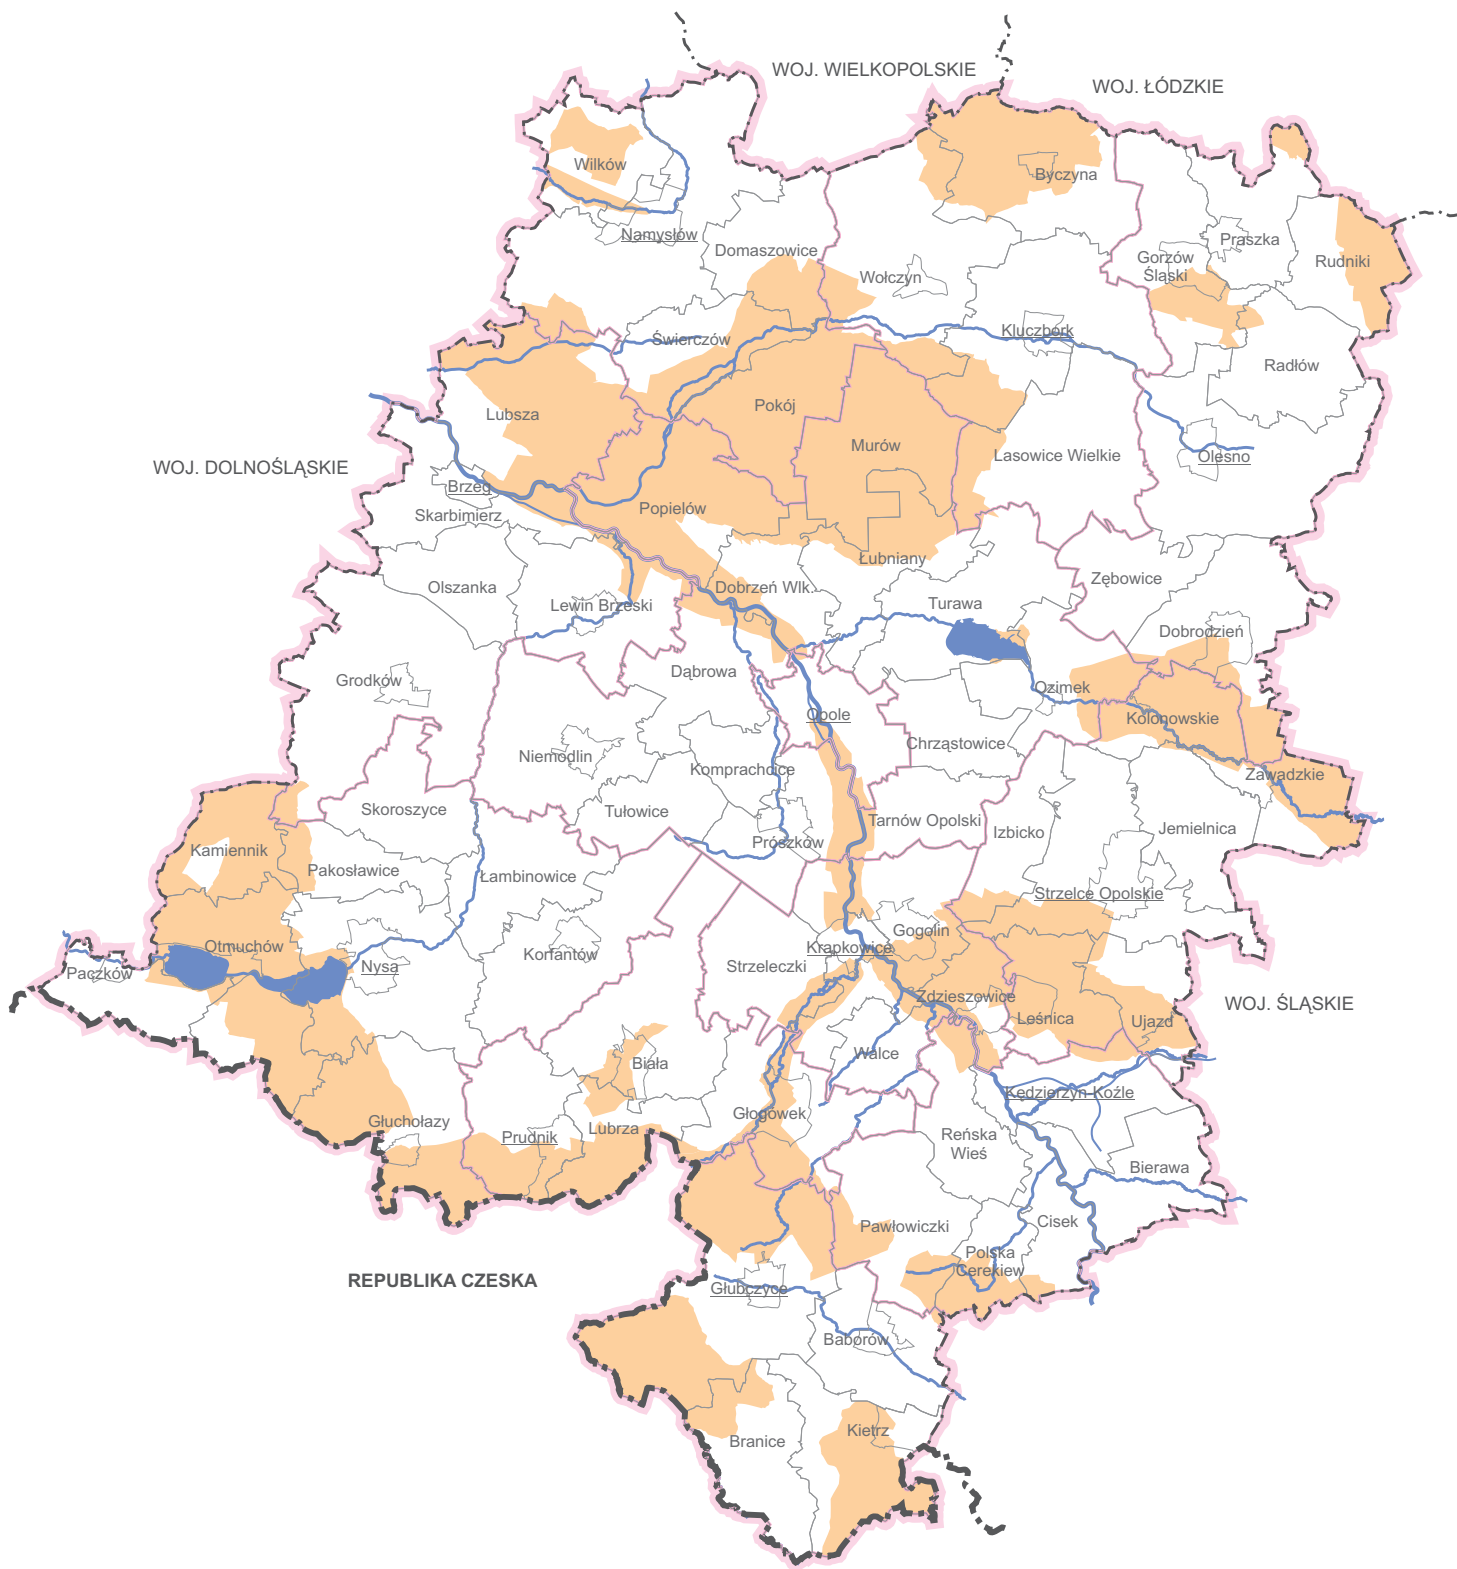 WOJ. WIELKOPOLSKIE
WOJ. ŁÓDZKIE
Wilków
Byczyna
Namysłów
Domaszowice
Praszka
Gorzów
Śląski
Rudniki
Wołczyn
Kluczbork
Świerczów
Radłów
Pokój
Lubsza
Murów
Lasowice Wielkie
Olesno
WOJ. DOLNOŚLĄSKIE
Brzeg
Skarbimierz
Popielów
Łubniany
Zębowice
Olszanka
Dobrzeń Wlk.
Lewin Brzeski
Turawa
Dobrodzień
Grodków
Dąbrowa
Ozimek
Opole
Kolonowskie
Niemodlin
Chrząstowice
Komprachcice
Zawadzkie
Skoroszyce
Tułowice
Tarnów Opolski
Izbicko
Jemielnica
Prószków
Kamiennik
Pakosławice
Łambinowice
Strzelce Opolskie
Gogolin
Otmuchów
Krapkowice
Korfantów
Paczków
Nysa
Strzeleczki
Zdzieszowice
WOJ. ŚLĄSKIE
Leśnica
Ujazd
Walce
Biała
Kędzierzyn-Koźle
Głogówek
Głuchołazy
Prudnik
Lubrza
Reńska
Wieś
Bierawa
Pawłowiczki
Cisek
Polska
Cerekiew
REPUBLIKA CZESKA
Głubczyce
Baborów
Branice
Kietrz